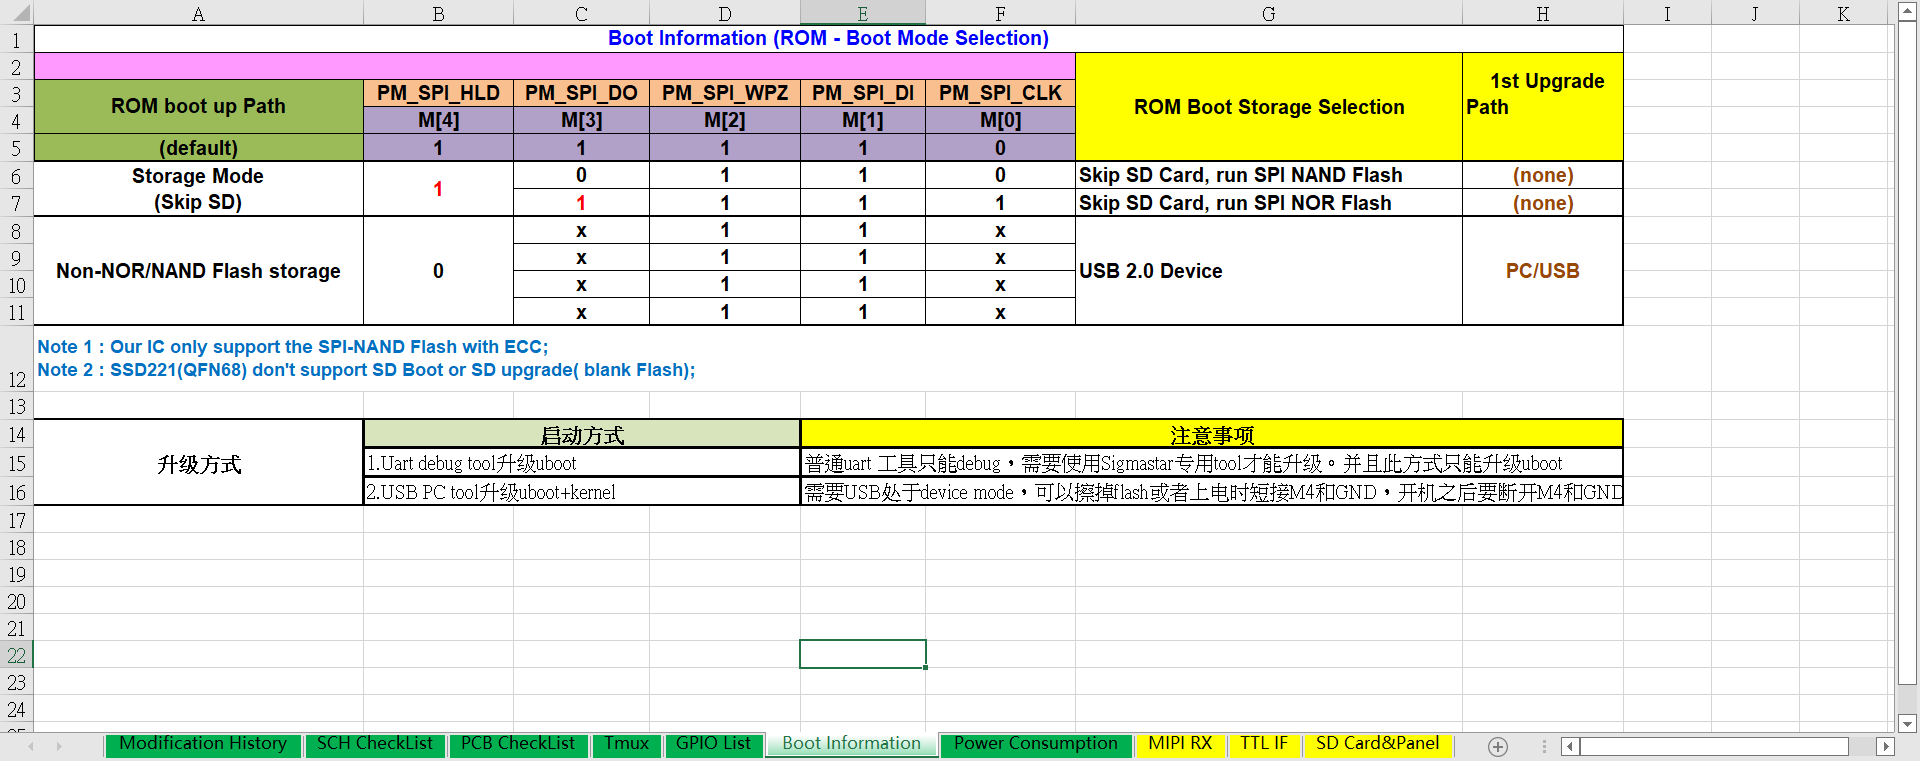 A B C D E F G H I J K
1 Boot Information (ROM - Boot Mode Selection)
2
3 ROM boot up Path PM_SPI_HLD PM_SPI_DO PM_SPI_WPZ PM_SPI_DI PM_SPI_CLK ROM Boot Storage Selection 1st Upgrade Path
4 M[4] M[3] M[2] M[1] M[0]
5 (default) 1 1 1 1 0
6 Storage Mode (Skip SD) 1 0 1 1 0 Skip SD Card, run SPI NAND Flash (none)
7 1 1 1 1 Skip SD Card, run SPI NOR Flash (none)
8 Non-NOR/NAND Flash storage 0 x 1 1 x USB 2.0 Device PC/USB
9 x 1 1 x
10 x 1 1 x
11 x 1 1 x
Note 1 : Our IC only support the SPI-NAND Flash with ECC;
Note 2 : SSD221(QFN68) don't support SD Boot or SD upgrade( blank Flash);
12
13
14 升级方式 启动方式 注意事项
15 1.Uart debug tool升级uboot 普通uart 工具只能debug，需要使用Sigmastar专用tool才能升级。并且此方式只能升级uboot
16 2.USB PC tool升级uboot+kernel 需要USB处于device mode，可以擦掉flash或者上电时短接M4和GND，开机之后要断开M4和GND
17
18
19
20
21
22
23
24
Modification History SCH CheckList PCB CheckList Tmux GPIO List Boot Information Power Consumption MIPI RX TTL IF SD Card&Panel